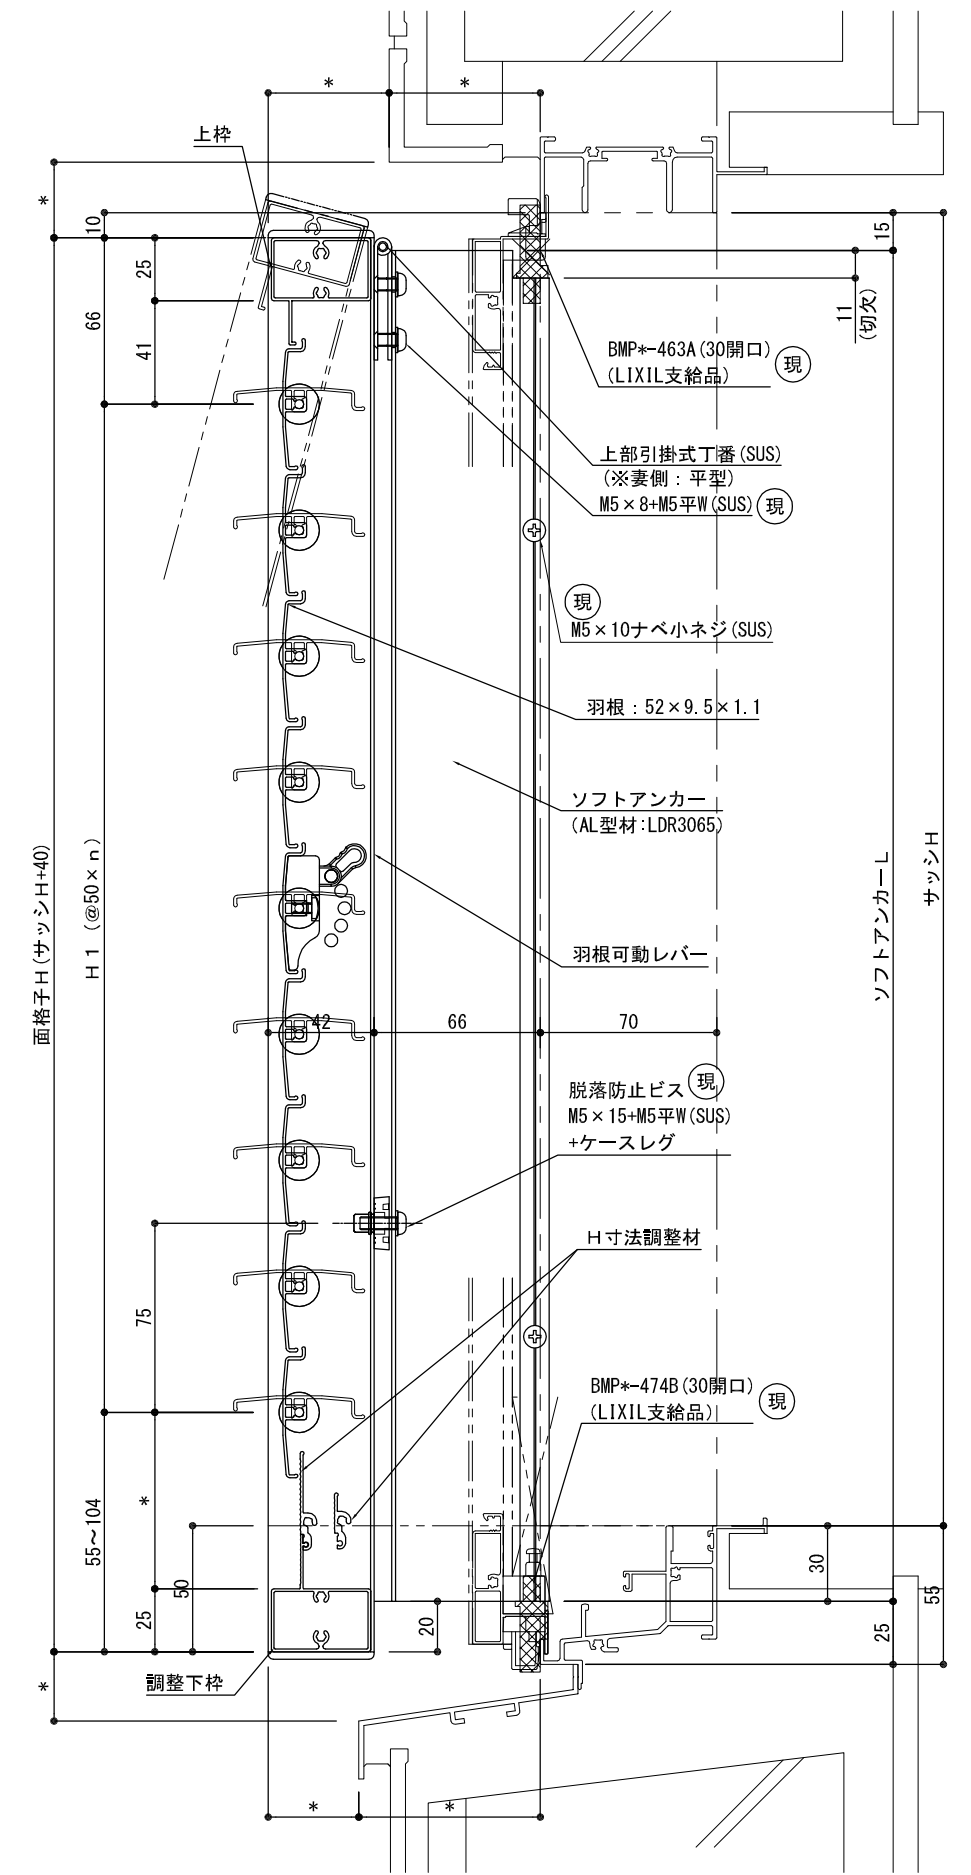 *
*
上枠
*
10
25
15
66
41
11
(切欠)
BMP*-463A(30開口)
(LIXIL支給品)
現
上部引掛式丁番(SUS)
(※妻側：平型)
M5×8+M5平W(SUS)
現
現
M5×10ナベ小ネジ(SUS)
羽根：52×9.5×1.1
ソフトアンカー
(AL型材:LDR3065)
面格子H(サッシH+40)
H1 (@50×n)
ソフトアンカーL
サッシH
羽根可動レバー
42
66
70
脱落防止ビス
現
M5×15+M5平W(SUS)
+ケースレグ
H寸法調整材
75
BMP*-474B(30開口)
(LIXIL支給品)
現
*
55~104
50
30
25
20
25
55
調整下枠
*
*
*